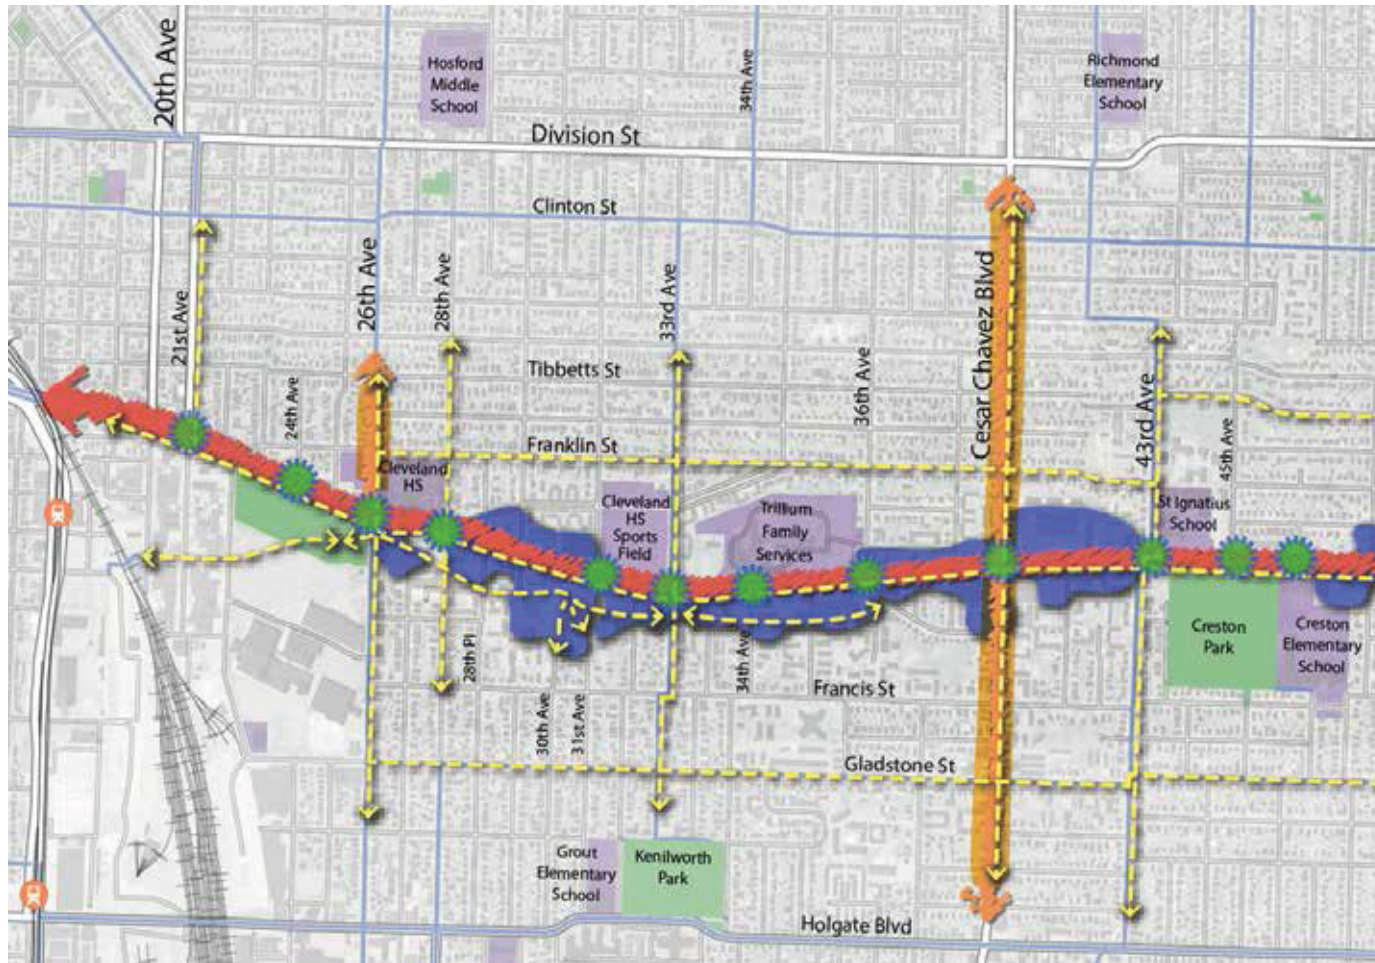 20th Ave
Hosford
Middle
School
34th Ave
Richmond
Elementary
School
Division St
Clinton St
21st Ave
26th Ave
28th Ave
33rd Ave
Cesar Chavez Blvd
Tibbetts St
36th Ave
43rd Ave
24th Ave
45th Ave
Franklin St
Cleveland
HS
Cleveland
HS
Sports
Field
Trillium
Family
Services
St Ignatius
School
28th Pl
34th Ave
Creston
Park
Creston
Elementary
School
Francis St
30th Ave
31st Ave
Gladstone St
Grout
Elementary
School
Kenilworth
Park
Holgate Blvd